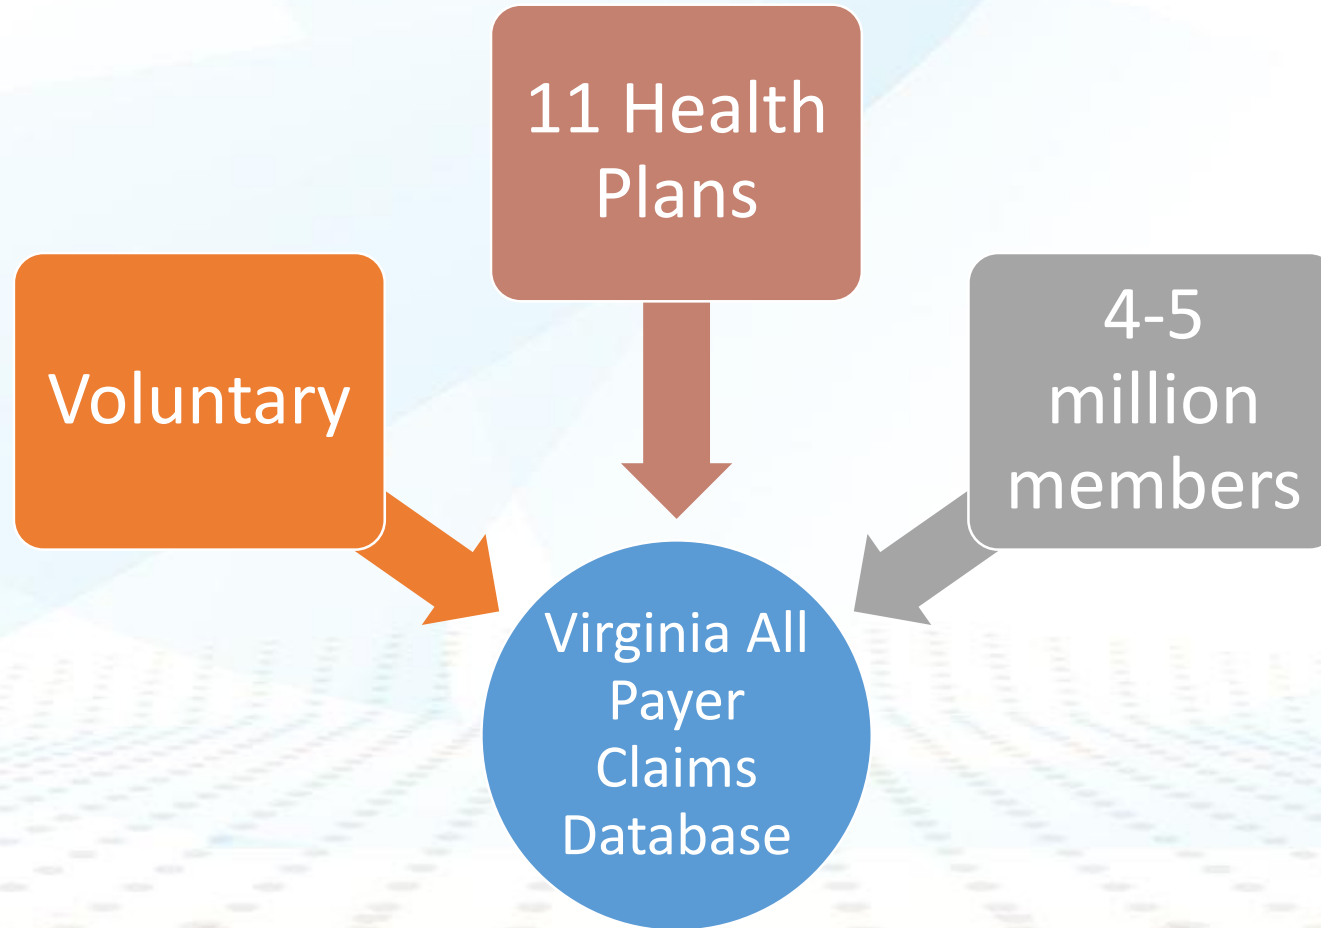 11 Health
Plans
Voluntary
4-5
million
members
Virginia All
Payer
Claims
Database